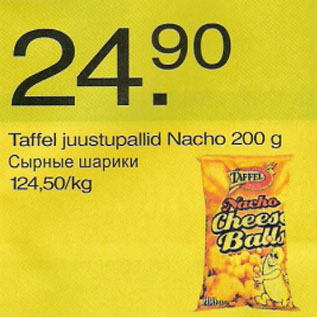 24.90
Taffel juustupallid Nacho 200 g
Сырные шарики
124,50/kg
TAFFEL
Nacho
Cheese
Balls